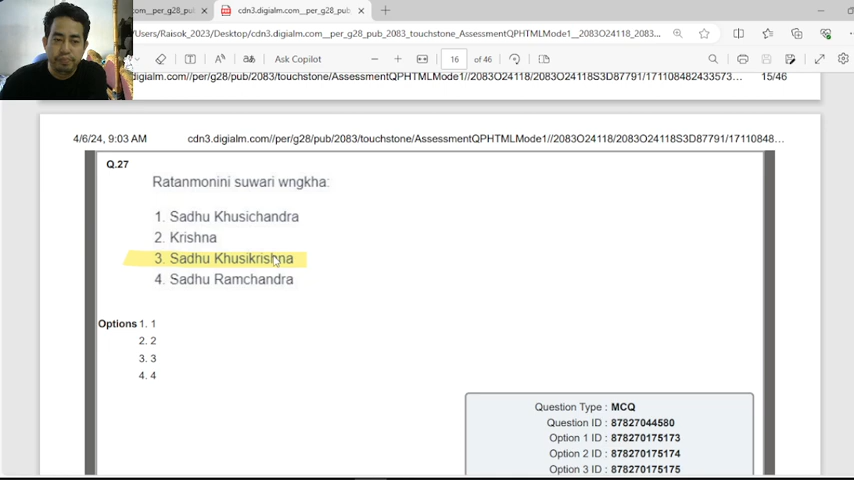 com__per_g28_pub_2
cdn3.digialm.com__per_g28_pub_2083
/Users/Raisok_2023/Desktop/cdn3.digialm.com__per_g28_pub_2083_touchstone_AssessmentQPHTMLMode1__2083O24118_2083...
Ask Copilot
16
of 46
digialm.com//per/g28/pub/2083/touchstone/AssessmentQPHTMLMode1//2083O24118/2083O24118S3D87791/171108482433573...
15/46
4/6/24, 9:03 AM
cdn3.digialm.com//per/g28/pub/2083/touchstone/AssessmentQPHTMLMode1//2083O24118/2083O24118S3D87791/17110848...
Q.27
Ratanmonini suwari wngkha:
1. Sadhu Khusichandra
2. Krishna
3. Sadhu Khusikrishna
4. Sadhu Ramchandra
Options 1. 1
2. 2
3. 3
4. 4
Question Type : MCQ
Question ID : 87827044580
Option 1 ID : 878270175173
Option 2 ID : 878270175174
Option 3 ID : 878270175175